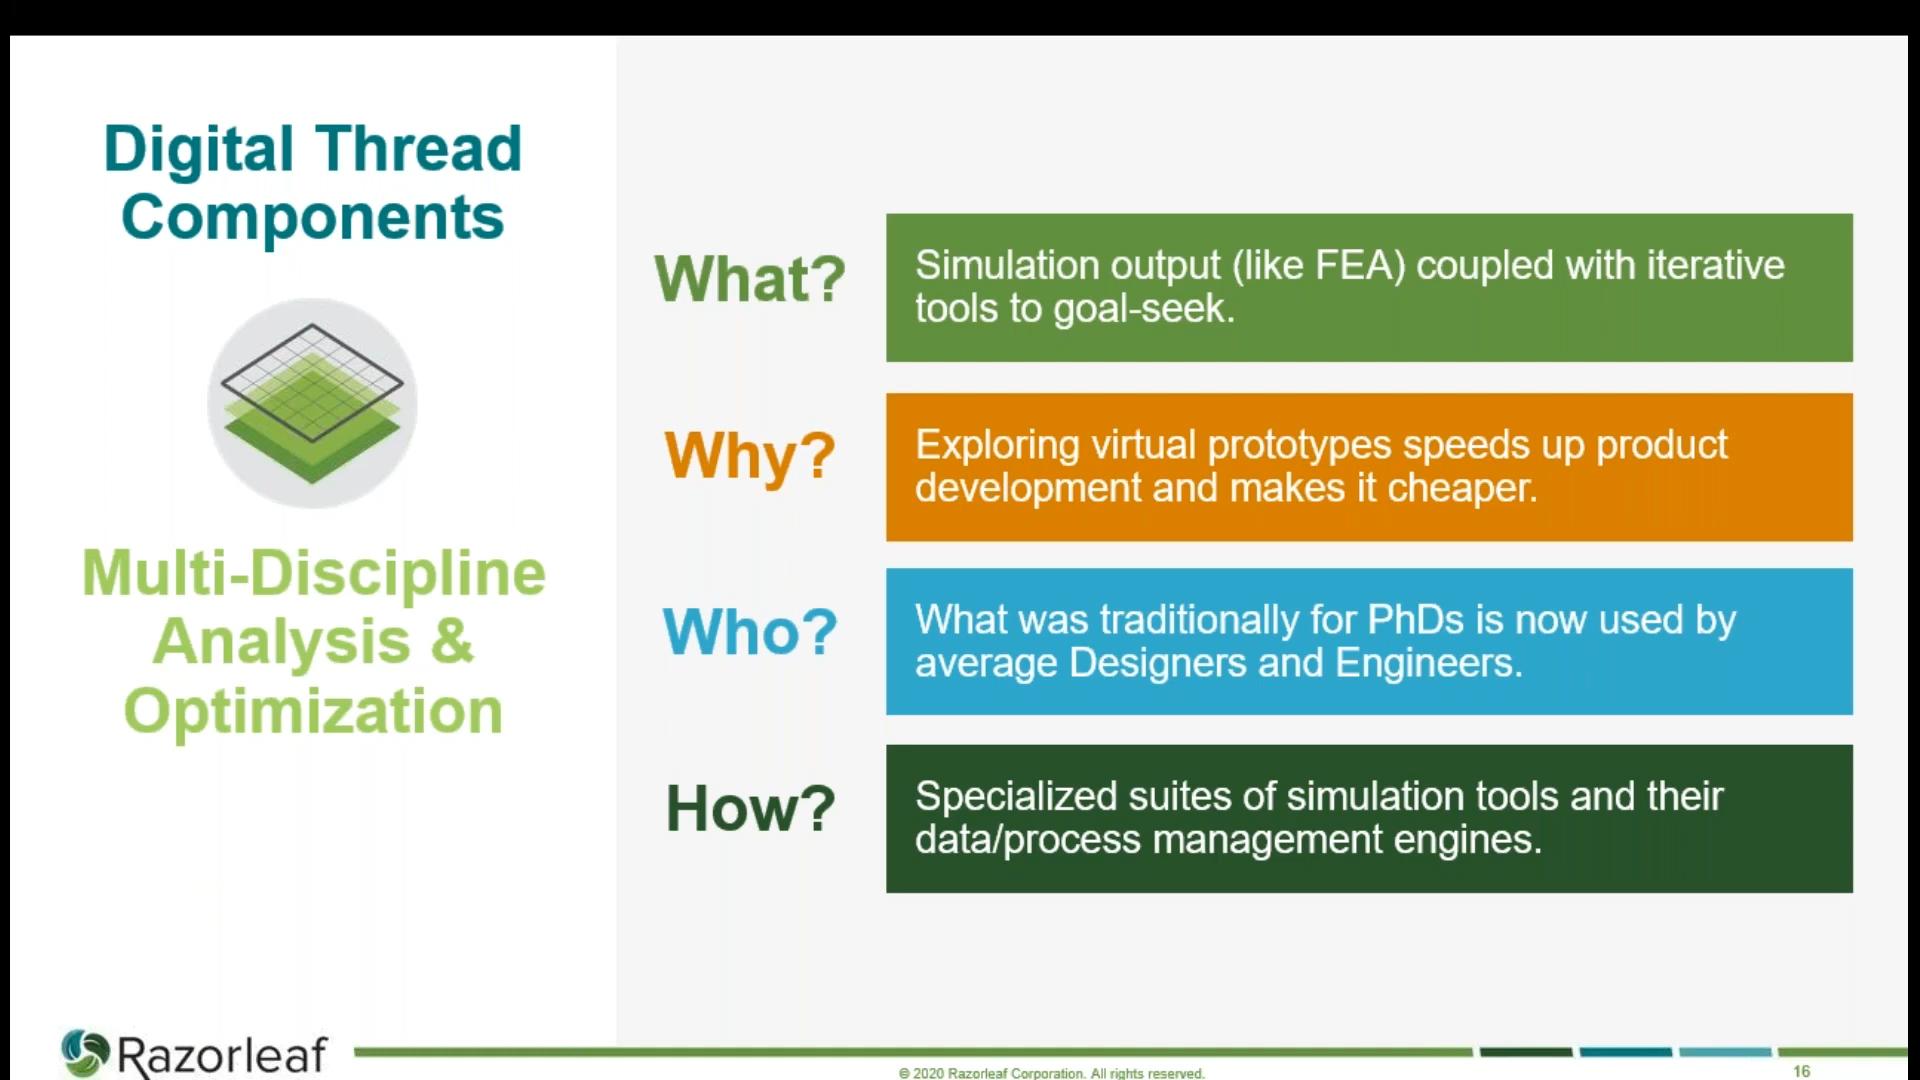 Digital Thread
Components
Multi-Discipline
Analysis &
Optimization
What?
Simulation output (like FEA) coupled with iterative
tools to goal-seek.
Why?
Exploring virtual prototypes speeds up product
development and makes it cheaper.
Who?
What was traditionally for PhDs is now used by
average Designers and Engineers.
How?
Specialized suites of simulation tools and their
data/process management engines.
Razorleaf
© 2020 Razorleaf Corporation. All rights reserved.
16